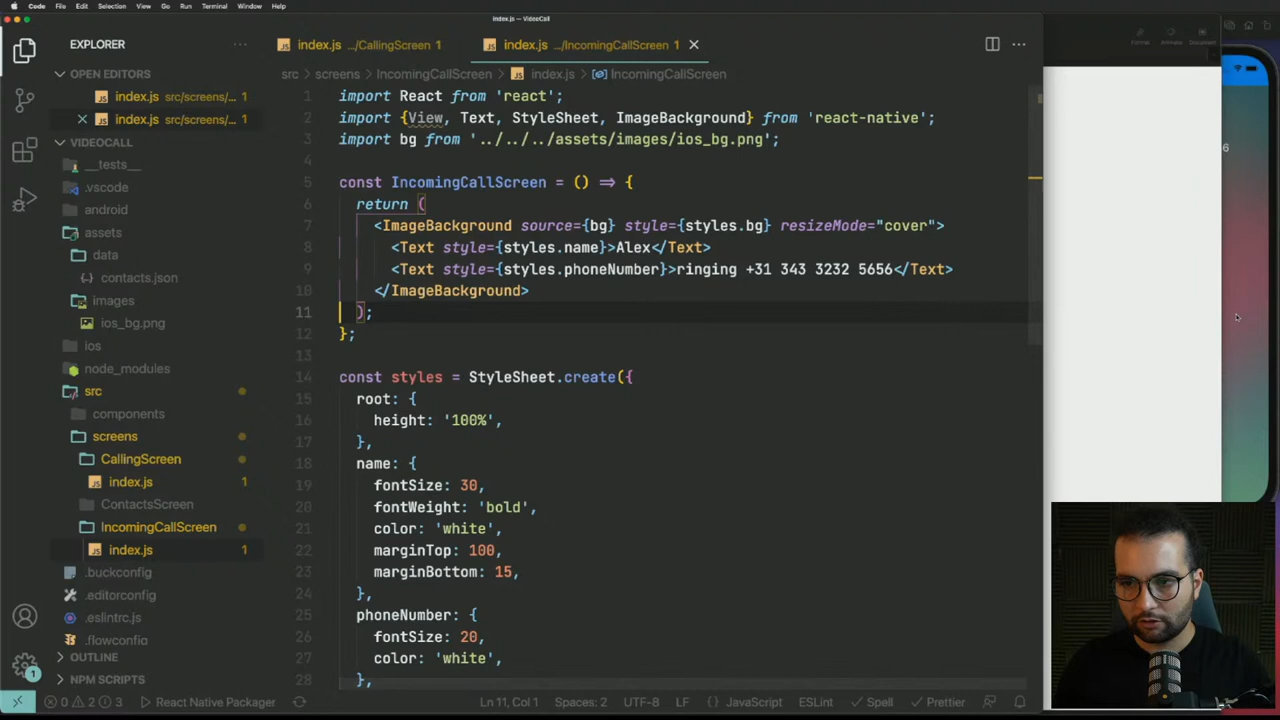 Code File Edit Selection View Go Run Terminal Window Help
index.js — VideoCall
EXPLORER
index.js .../CallingScreen 1
index.js .../IncomingCallScreen 1
OPEN EDITORS
index.js src/screens/... 1
index.js src/screens/... 1
VIDEOCALL
__tests__
.vscode
android
assets
data
contacts.json
images
ios_bg.png
ios
node_modules
src
components
screens
CallingScreen
index.js 1
ContactsScreen
IncomingCallScreen
index.js 1
.buckconfig
.editorconfig
.eslintrc.js
.flowconfig
OUTLINE
NPM SCRIPTS
src > screens > IncomingCallScreen > index.js > IncomingCallScreen
1 import React from 'react';
2 import {View, Text, StyleSheet, ImageBackground} from 'react-native';
3 import bg from '../../../assets/images/ios_bg.png';
4
5 const IncomingCallScreen = () => {
6 return (
7 <ImageBackground source={bg} style={styles.bg} resizeMode="cover">
8 <Text style={styles.name}>Alex</Text>
9 <Text style={styles.phoneNumber}>ringing +31 343 3232 5656</Text>
10 </ImageBackground>
11 );
12 };
13
14 const styles = StyleSheet.create({
15 root: {
16 height: '100%',
17 },
18 name: {
19 fontSize: 30,
20 fontWeight: 'bold',
21 color: 'white',
22 marginTop: 100,
23 marginBottom: 15,
24 },
25 phoneNumber: {
26 fontSize: 20,
27 color: 'white',
28 },
Format Animate Document
6
1
0 2 3 React Native Packager Ln 11, Col 1 Spaces: 2 UTF-8 LF JavaScript ESLint Spell Prettier